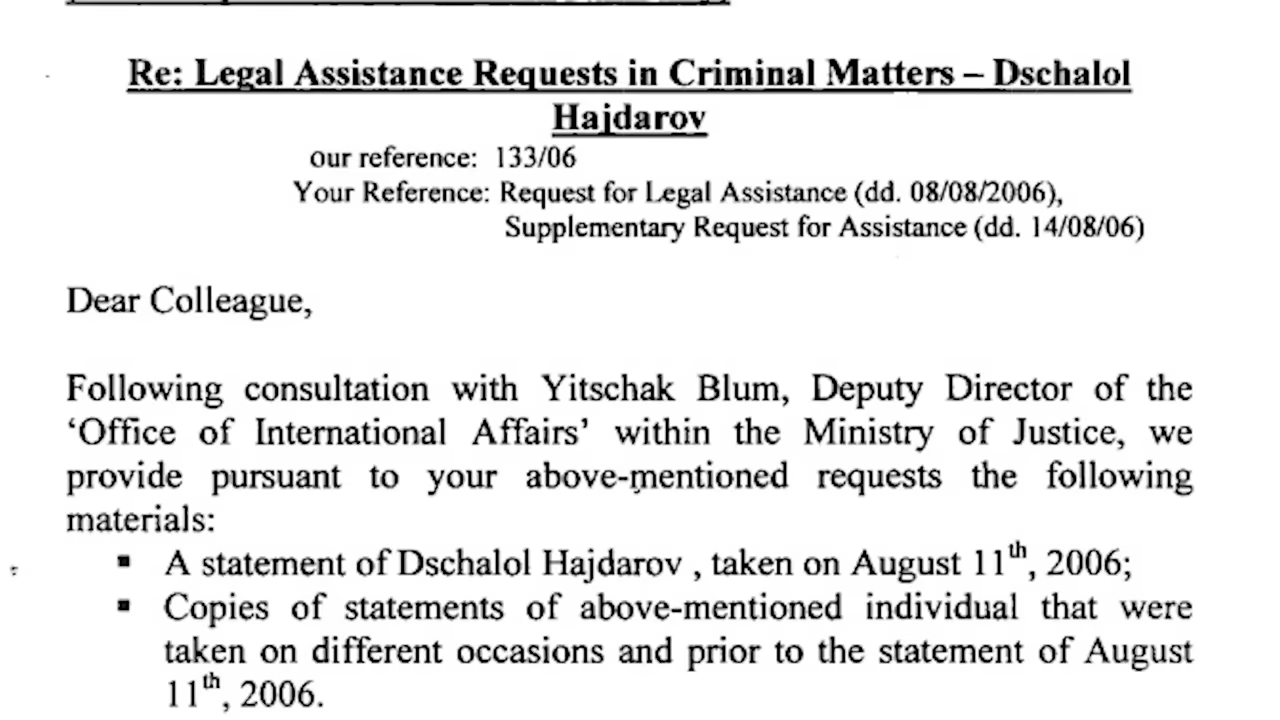 Re: Legal Assistance Requests in Criminal Matters – Dschalol
Hajdarov
our reference: 133/06
Your Reference: Request for Legal Assistance (dd. 08/08/2006),
Supplementary Request for Assistance (dd. 14/08/06)
Dear Colleague,
Following consultation with Yitschak Blum, Deputy Director of the
‘Office of International Affairs’ within the Ministry of Justice, we
provide pursuant to your above-mentioned requests the following
materials:
▪ A statement of Dschalol Hajdarov , taken on August 11th, 2006;
▪ Copies of statements of above-mentioned individual that were
taken on different occasions and prior to the statement of August
11th, 2006.